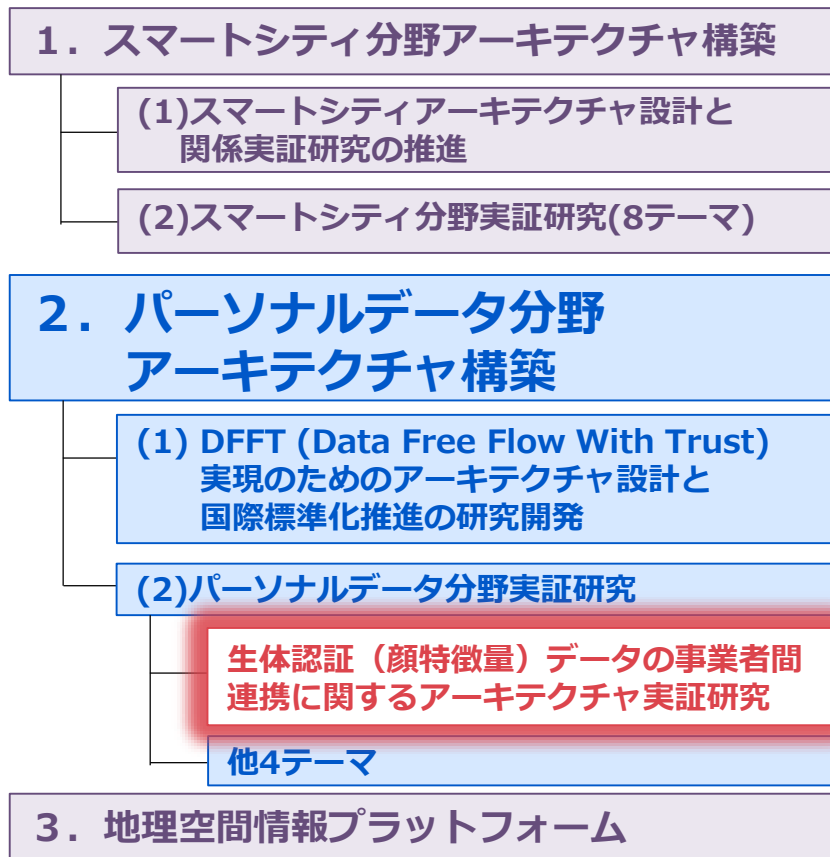 1．スマートシティ分野アーキテクチャ構築
(1)スマートシティアーキテクチャ設計と
関係実証研究の推進
(2)スマートシティ分野実証研究(8テーマ)
2．パーソナルデータ分野
アーキテクチャ構築
(1) DFFT (Data Free Flow With Trust)
実現のためのアーキテクチャ設計と
国際標準化推進の研究開発
(2)パーソナルデータ分野実証研究
生体認証（顔特徴量）データの事業者間
連携に関するアーキテクチャ実証研究
他4テーマ
3．地理空間情報プラットフォーム